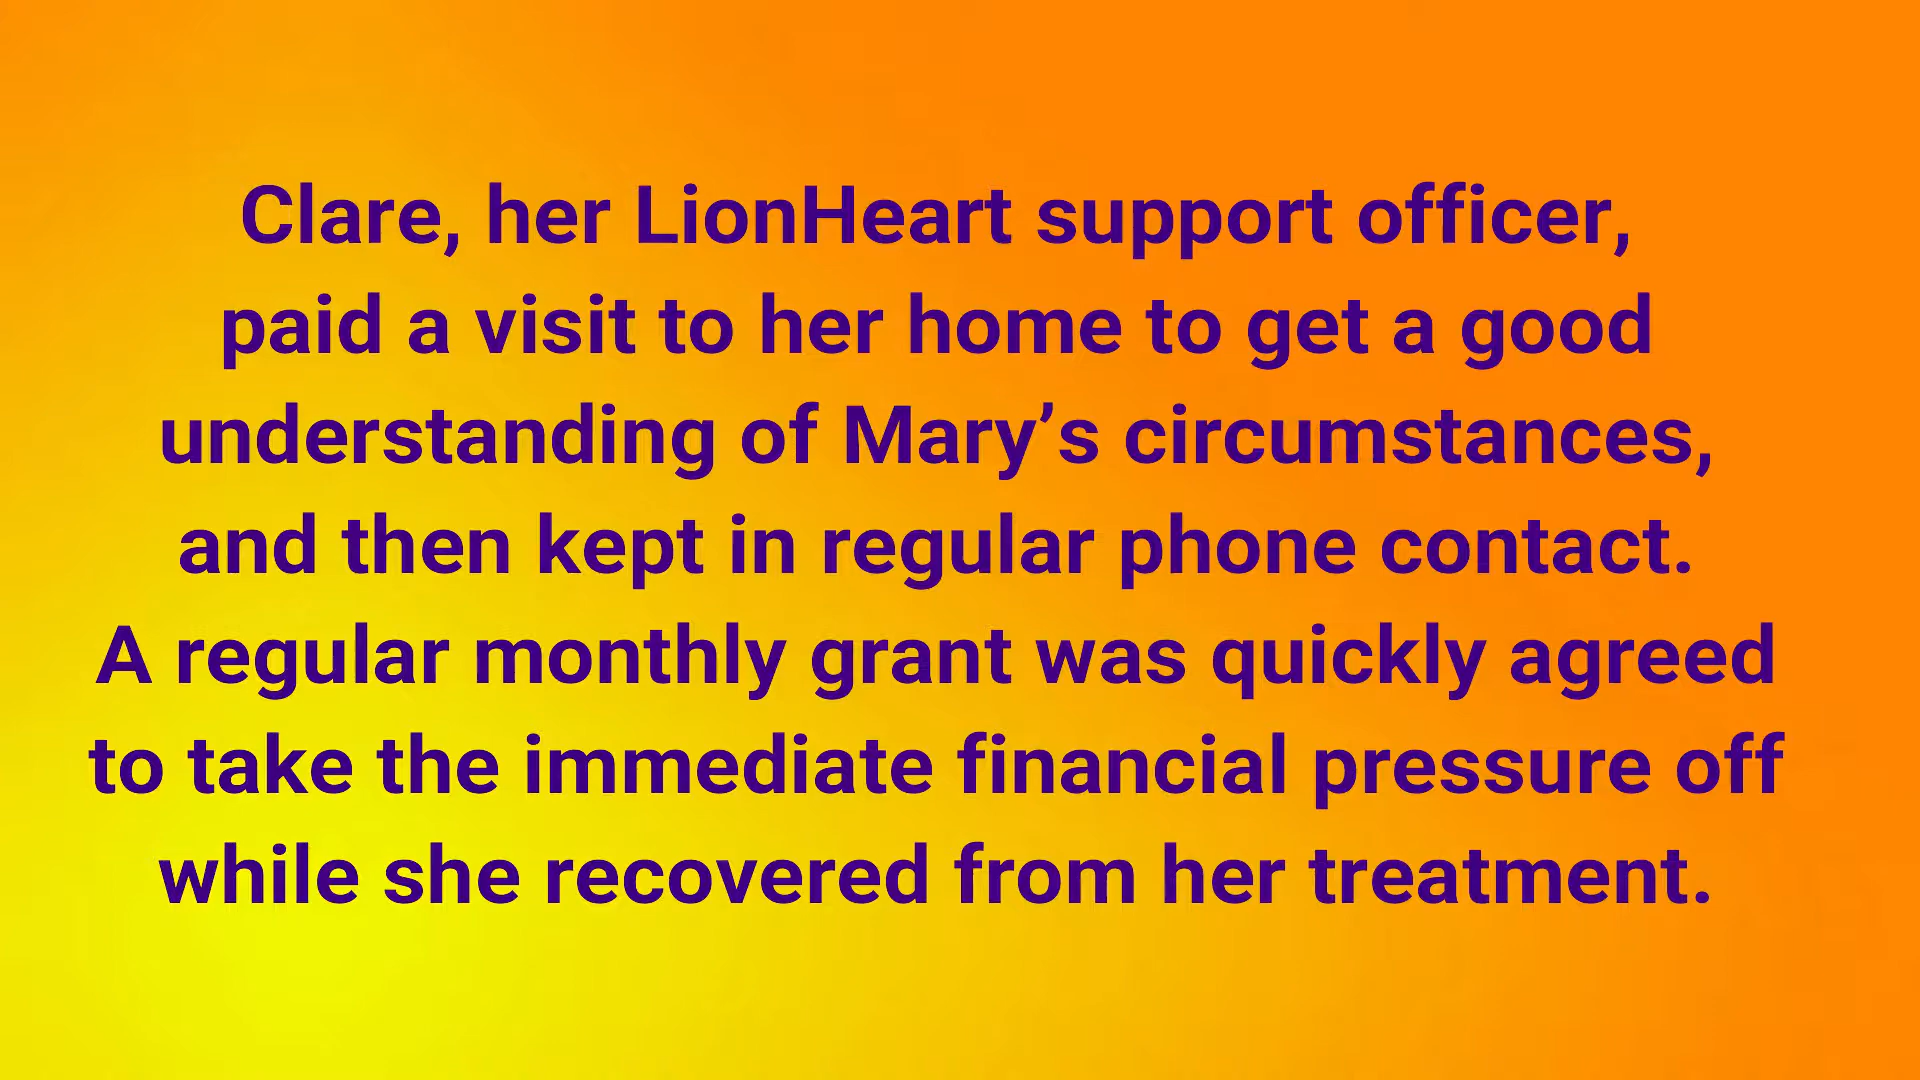 Clare, her LionHeart support officer,
paid a visit to her home to get a good
understanding of Mary’s circumstances,
and then kept in regular phone contact.
A regular monthly grant was quickly agreed
to take the immediate financial pressure off
while she recovered from her treatment.